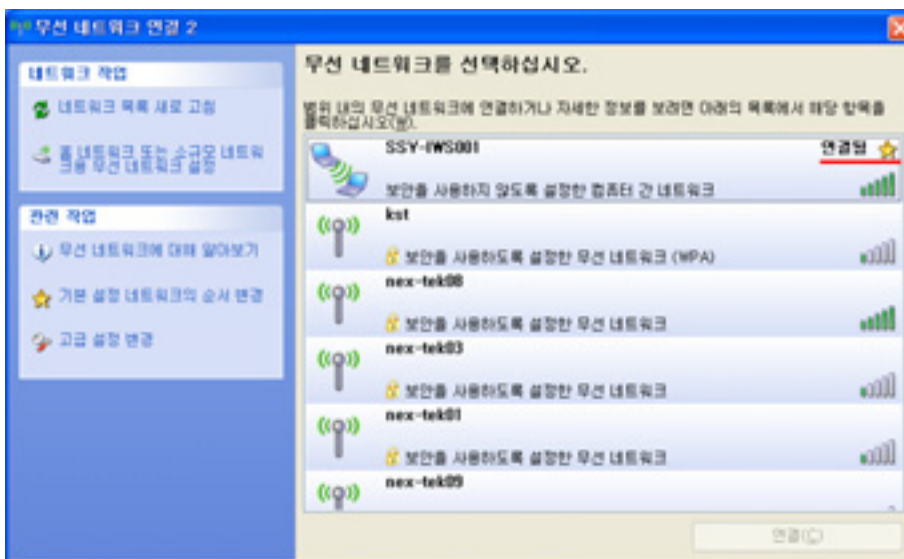 무선 네트워크 연결 2
네트워크 작업
네트워크 목록 새로 고침
홈 네트워크 또는 소규모 네트워
크용 무선 네트워크 설정
관련 작업
무선 네트워크에 대해 알아보기
기본 설정 네트워크의 순서 변경
고급 설정 변경
무선 네트워크를 선택하십시오.
범위 내의 무선 네트워크에 연결하거나 자세한 정보를 보려면 아래의 목록에서 해당 항목을
클릭하십시오(W).
SSY-IWS001 연결됨
보안을 사용하지 않도록 설정한 컴퓨터 간 네트워크
kst
보안을 사용하도록 설정한 무선 네트워크 (WPA)
nex-tek08
보안을 사용하도록 설정한 무선 네트워크
nex-tek03
보안을 사용하도록 설정한 무선 네트워크
nex-tek01
보안을 사용하도록 설정한 무선 네트워크
nex-tek09
연결(C)